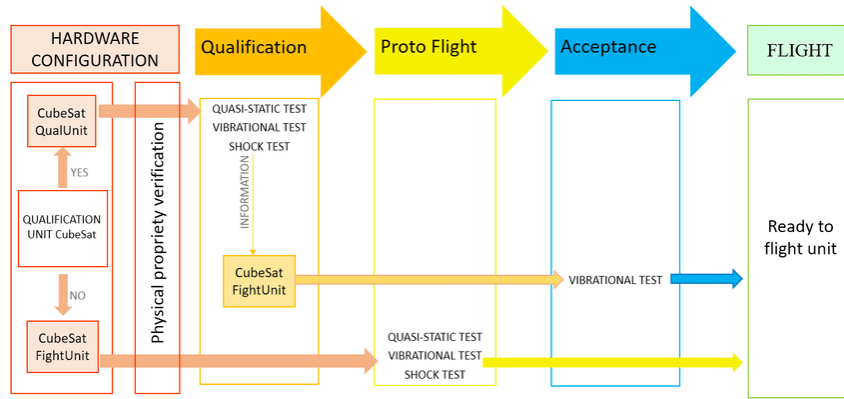 HARDWARE
CONFIGURATION
Qualification
Proto Flight
Acceptance
FLIGHT
CubeSat
QualUnit
YES
QUALIFICATION
UNIT CubeSat
NO
CubeSat
FightUnit
Physical propriety verification
QUASI-STATIC TEST
VIBRATIONAL TEST
SHOCK TEST
INFORMATION
CubeSat
FightUnit
QUASI-STATIC TEST
VIBRATIONAL TEST
SHOCK TEST
VIBRATIONAL TEST
Ready to
flight unit